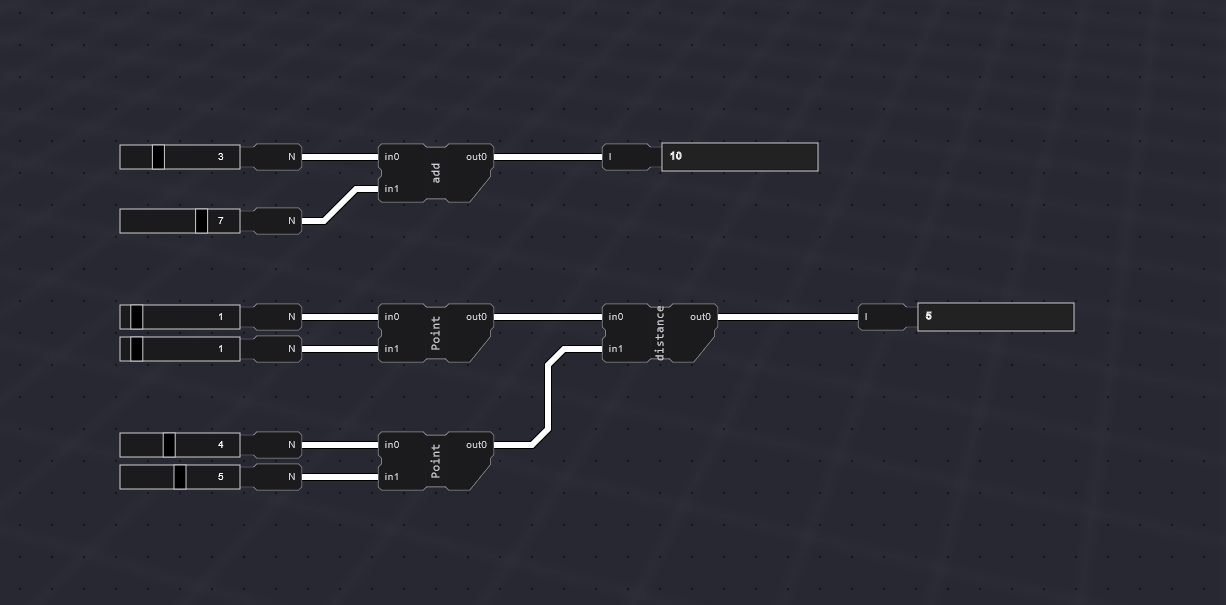 3 N in0 add out0 I 10
in1
7 N
1 N in0 Point out0 in0 distance out0 I 5
1 N in1 in1
4 N in0 Point out0
5 N in1